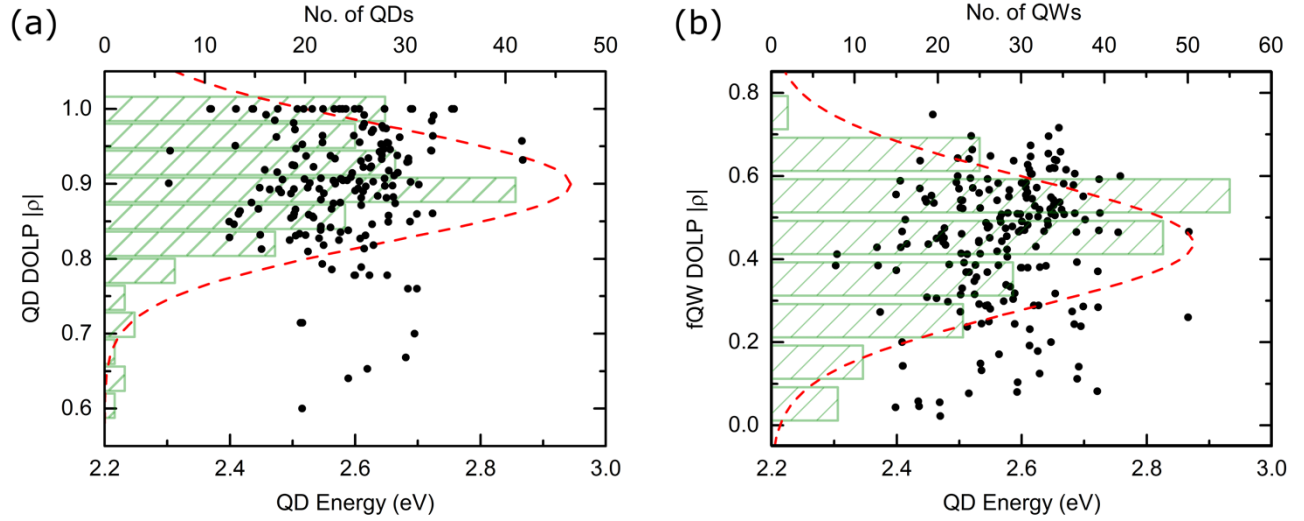 (a)
No. of QDs
0 10 20 30 40 50
QD DOLP |ρ|
1.0
0.9
0.8
0.7
0.6
2.2 2.4 2.6 2.8 3.0
QD Energy (eV)
(b)
No. of QWs
0 10 20 30 40 50 60
fQW DOLP |ρ|
0.8
0.6
0.4
0.2
0.0
2.2 2.4 2.6 2.8 3.0
QD Energy (eV)